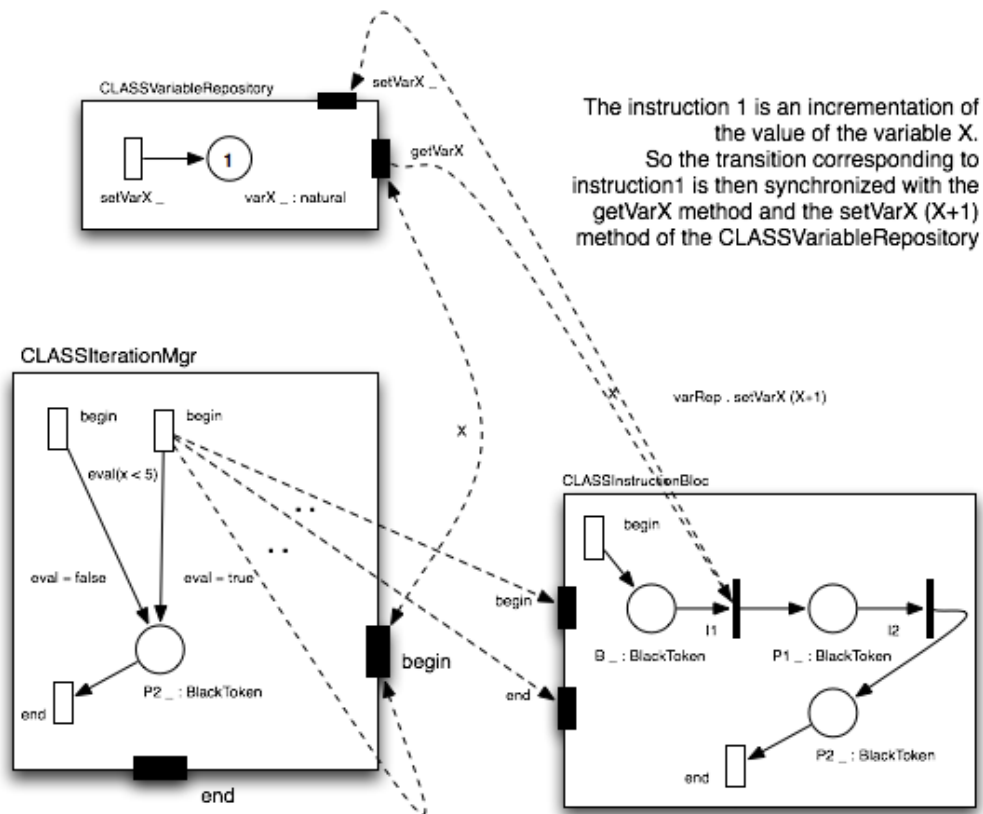 setVarX _
CLASSVariableRepository
getVarX
1
setVarX _
varX _ : natural
The instruction 1 is an incrementation of
the value of the variable X.
So the transition corresponding to
instruction1 is then synchronized with the
getVarX method and the setVarX (X+1)
method of the CLASSVariableRepository
CLASSIterationMgr
begin
begin
eval(x < 5)
eval = false
eval = true
P2 _ : BlackToken
end
begin
end
X
X
varRep . setVarX (X+1)
CLASSInstructionBloc
begin
begin
I1
I2
B _ : BlackToken
P1 _ : BlackToken
end
P2 _ : BlackToken
end